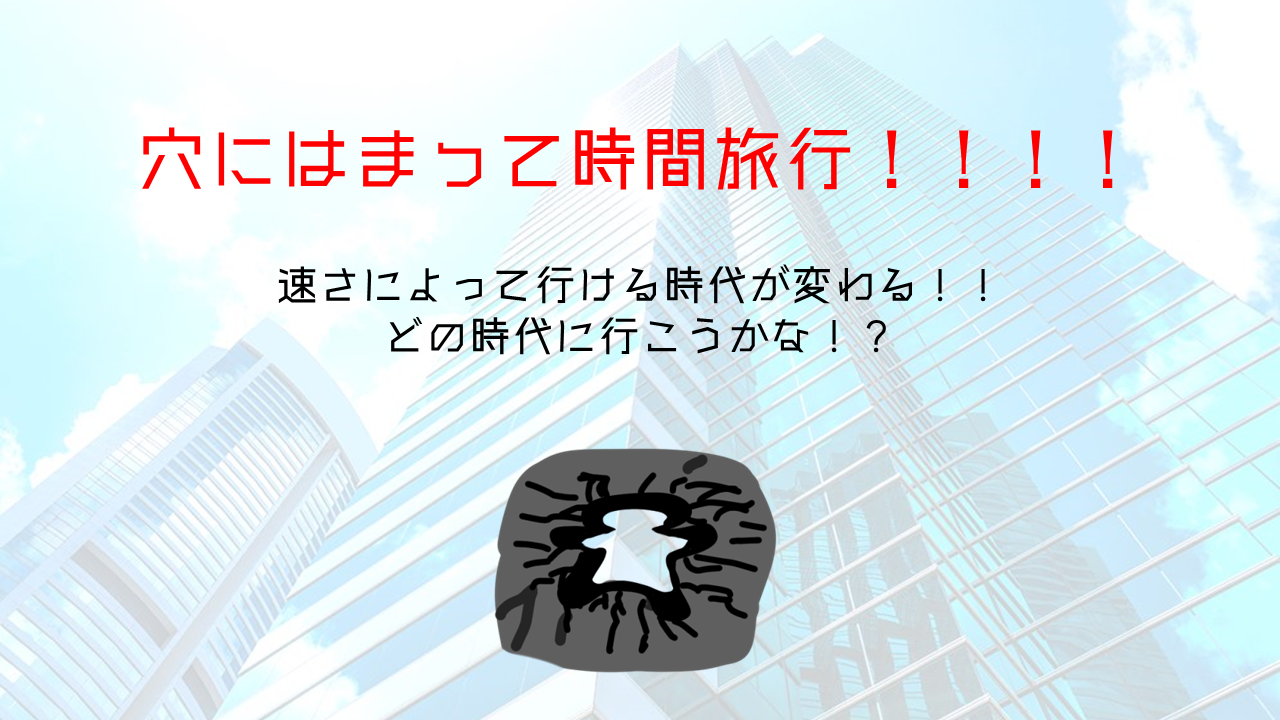 穴にはまって時間旅行！！！！
速さによって行ける時代が変わる！！
どの時代に行こうかな！？